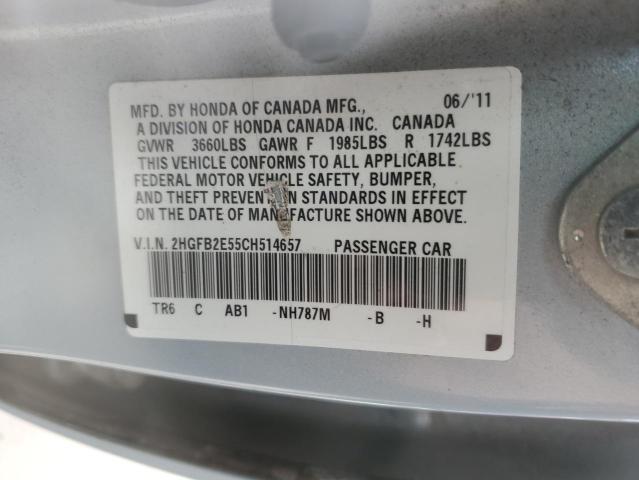 MFD. BY HONDA OF CANADA MFG., 06/'11
A DIVISION OF HONDA CANADA INC. CANADA
GVWR 3660LBS GAWR F 1985LBS R 1742LBS
THIS VEHICLE CONFORMS TO ALL APPLICABLE
FEDERAL MOTOR VEHICLE SAFETY, BUMPER,
AND THEFT PREVENTION STANDARDS IN EFFECT
ON THE DATE OF MANUFACTURE SHOWN ABOVE.
V.I.N. 2HGFB2E55CH514657 PASSENGER CAR
TR6 C AB1 -NH787M -B -H